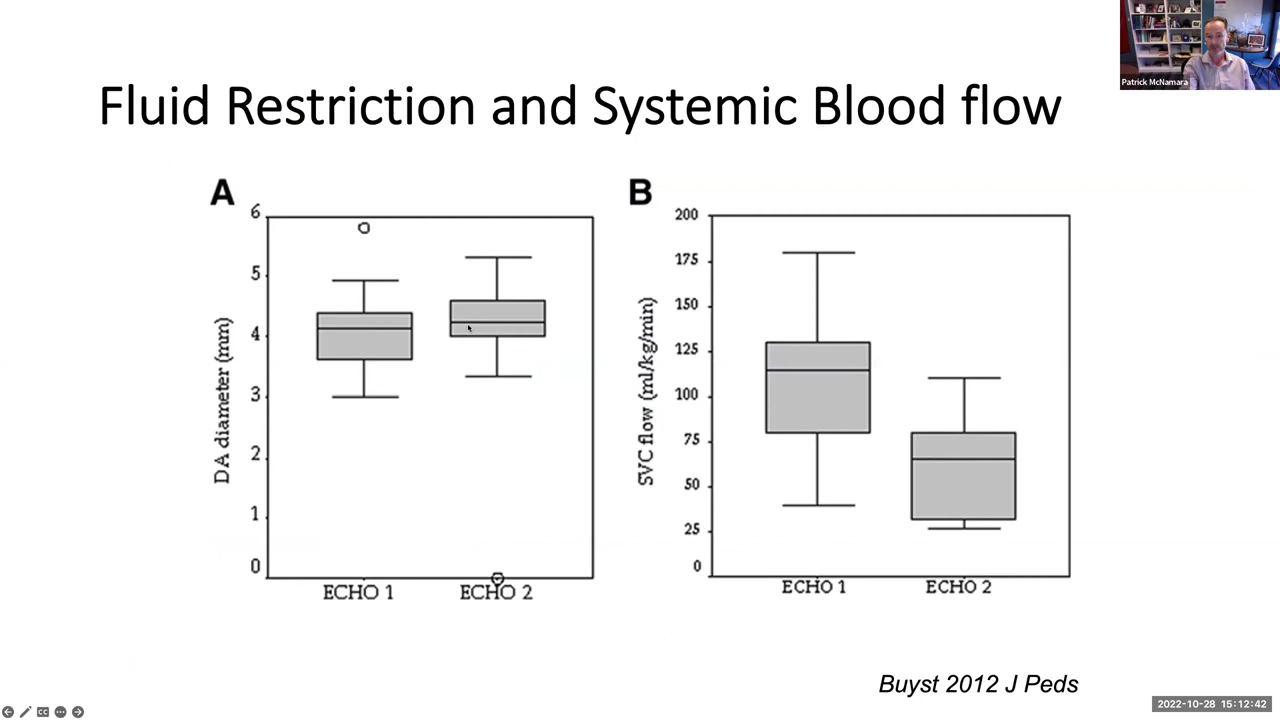 Patrick McNamara
Fluid Restriction and Systemic Blood flow
A
6
5
4
3
2
1
0
DA diameter (mm)
ECHO 1
ECHO 2
B
200
175
150
125
100
75
50
25
0
SVC flow (ml/kg/min)
ECHO 1
ECHO 2
Buyst 2012 J Peds
CC
2022-10-28 15:12:42